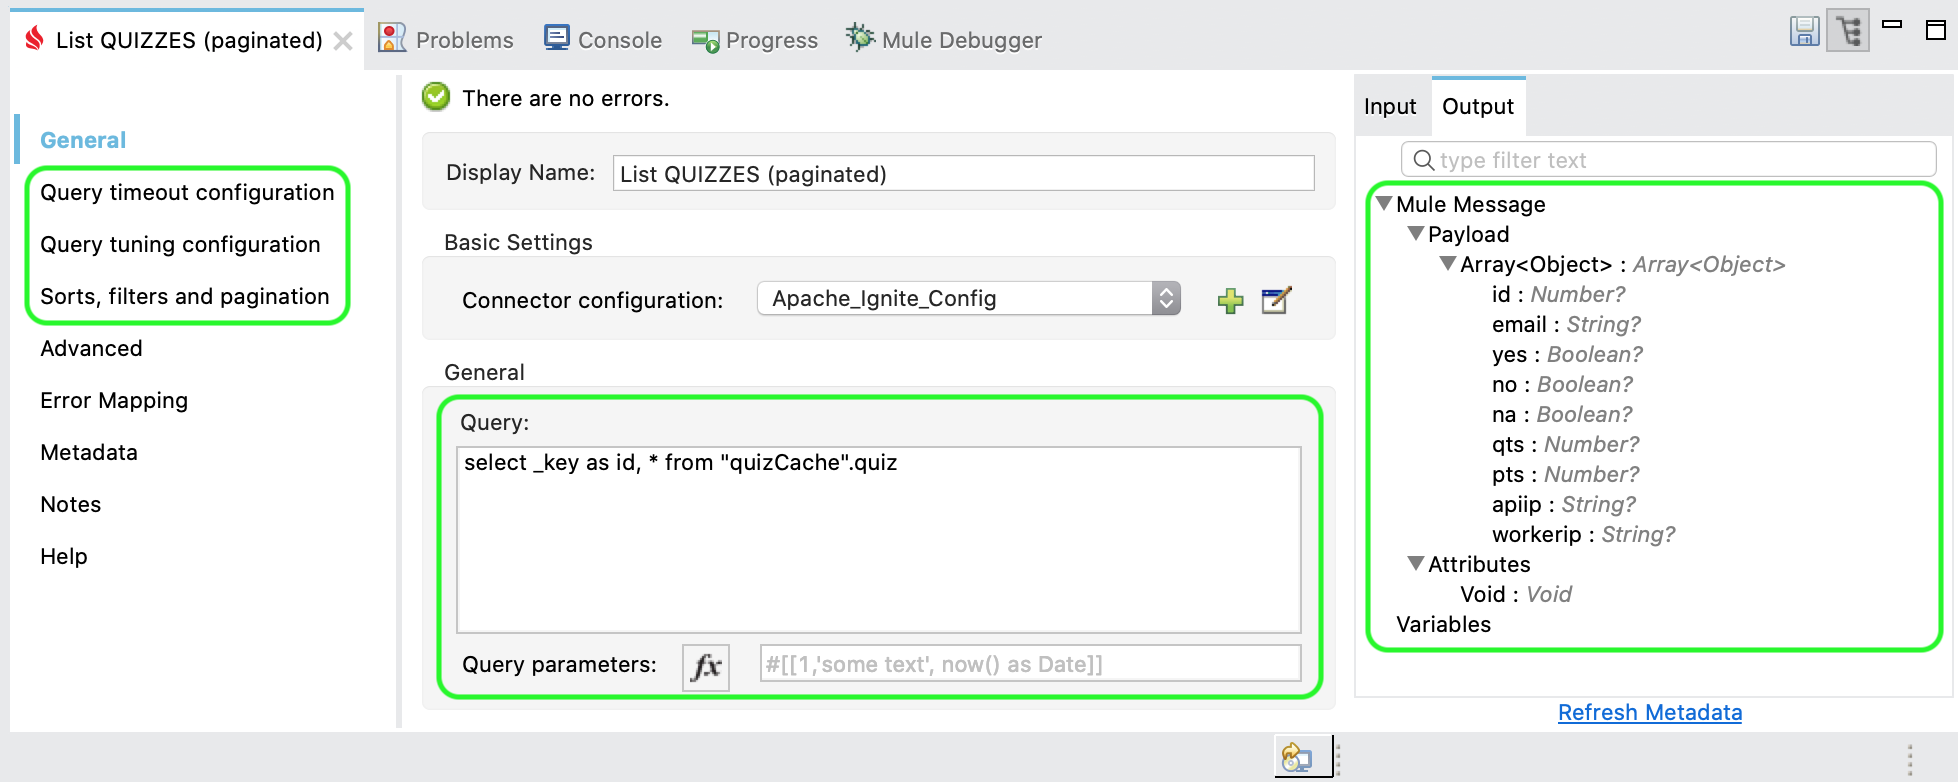 List QUIZZES (paginated)
Problems
Console
Progress
Mule Debugger
General
Query timeout configuration
Query tuning configuration
Sorts, filters and pagination
Advanced
Error Mapping
Metadata
Notes
Help
There are no errors.
Display Name: List QUIZZES (paginated)
Basic Settings
Connector configuration: Apache_Ignite_Config
General
Query:
select _key as id, * from "quizCache".quiz
Query parameters: fx #[[1,'some text', now() as Date]]
Input
Output
type filter text
Mule Message
Payload
Array<Object> : Array<Object>
id : Number?
email : String?
yes : Boolean?
no : Boolean?
na : Boolean?
qts : Number?
pts : Number?
apiip : String?
workerip : String?
Attributes
Void : Void
Variables
Refresh Metadata